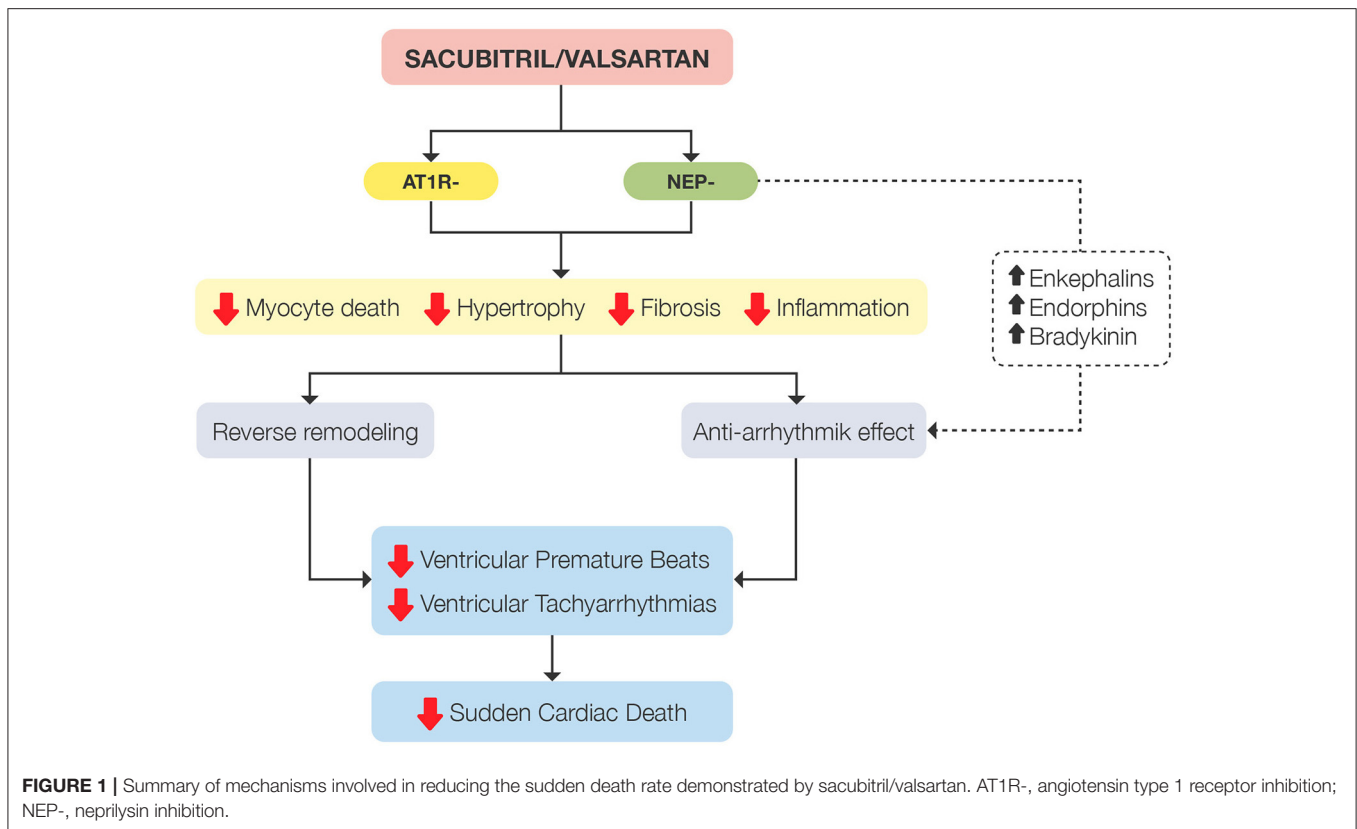 SACUBITRIL/VALSARTAN
AT1R-
NEP-
Enkephalins
Endorphins
Bradykinin
Myocyte death Hypertrophy Fibrosis Inflammation
Reverse remodeling
Anti-arrhythmik effect
Ventricular Premature Beats
Ventricular Tachyarrhythmias
Sudden Cardiac Death
FIGURE 1 | Summary of mechanisms involved in reducing the sudden death rate demonstrated by sacubitril/valsartan. AT1R-, angiotensin type 1 receptor inhibition;
NEP-, neprilysin inhibition.